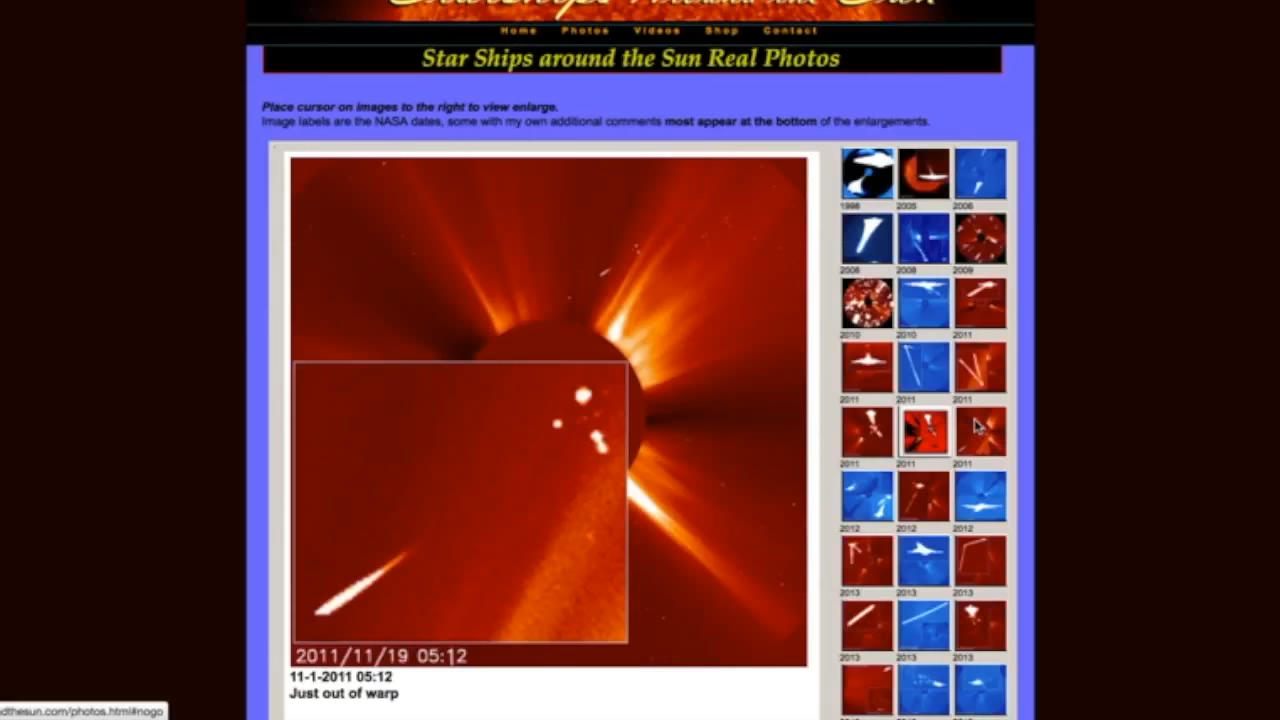 Home Photos Videos Shop Contact
Star Ships around the Sun Real Photos
Place cursor on images to the right to view enlarge.
Image labels are the NASA dates, some with my own additional comments most appear at the bottom of the enlargements.
1998 2005 2006
2006 2008 2009
2010 2010 2011
2011 2011 2011
2011 2011 2011
2012 2012 2012
2013 2013 2013
2013 2013 2013
2011/11/19 05:12
11-1-2011 05:12
Just out of warp
dthesun.com/photos.html#nogo